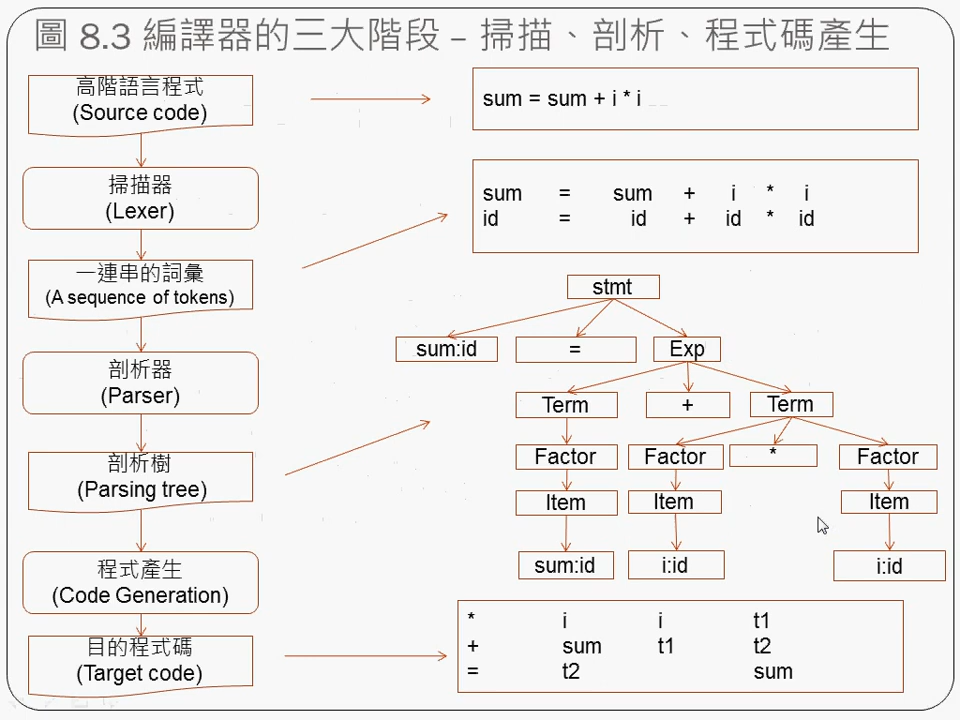 圖 8.3 編譯器的三大階段 – 掃描、剖析、程式碼產生
高階語言程式
(Source code)
sum = sum + i * i
掃描器
(Lexer)
sum = sum + i * i
id = id + id * id
一連串的詞彙
(A sequence of tokens)
stmt
sum:id = Exp
剖析器
(Parser)
Term + Term
剖析樹
(Parsing tree)
Factor Factor * Factor
Item Item Item
sum:id i:id i:id
程式產生
(Code Generation)
目的程式碼
(Target code)
* i i t1
+ sum t1 t2
= t2 sum